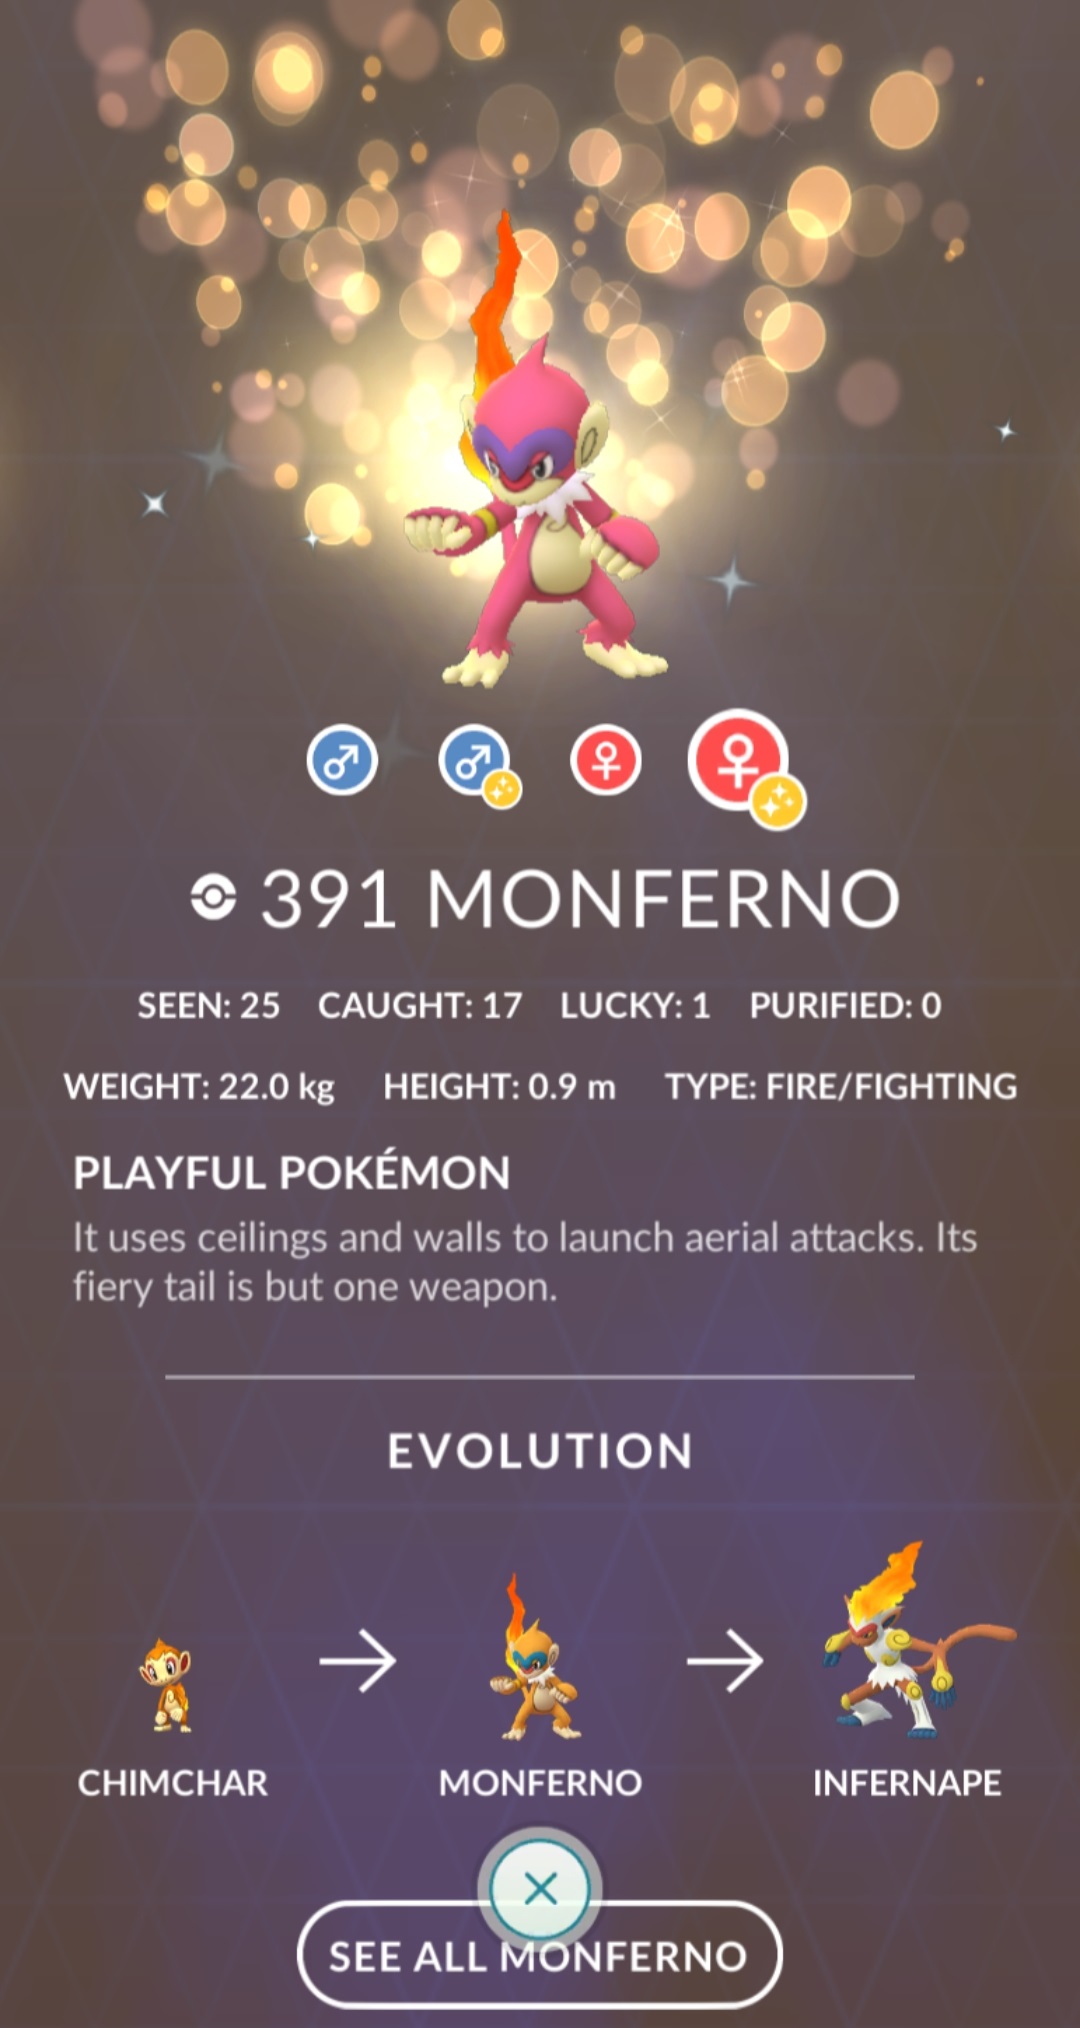 391 MONFERNO
SEEN: 25 CAUGHT: 17 LUCKY: 1 PURIFIED: 0
WEIGHT: 22.0 kg HEIGHT: 0.9 m TYPE: FIRE/FIGHTING
PLAYFUL POKÉMON
It uses ceilings and walls to launch aerial attacks. Its
fiery tail is but one weapon.
EVOLUTION
CHIMCHAR MONFERNO INFERNAPE
SEE ALL MONFERNO